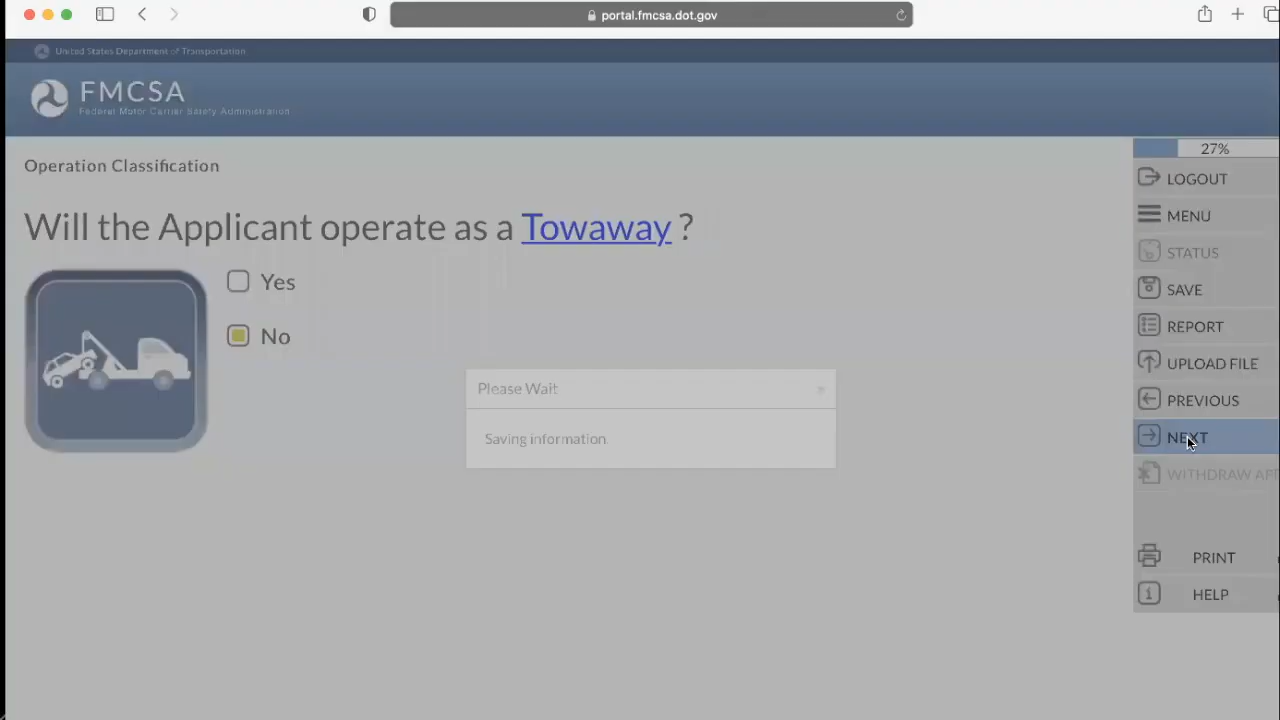 portal.fmcsa.dot.gov
United States Department of Transportation
FMCSA
Federal Motor Carrier Safety Administration
27%
Operation Classification
LOGOUT
Will the Applicant operate as a Towaway ?
MENU
STATUS
Yes
SAVE
No
REPORT
UPLOAD FILE
Please Wait
PREVIOUS
Saving information.
NEXT
WITHDRAW AP
PRINT
HELP